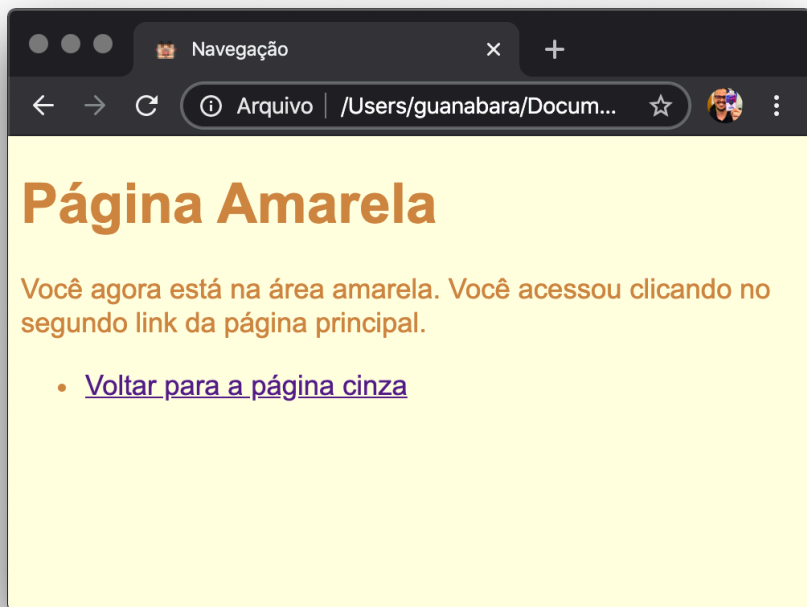 Navegação
Arquivo /Users/guanabara/Docum...
Página Amarela
Você agora está na área amarela. Você acessou clicando no
segundo link da página principal.
Voltar para a página cinza